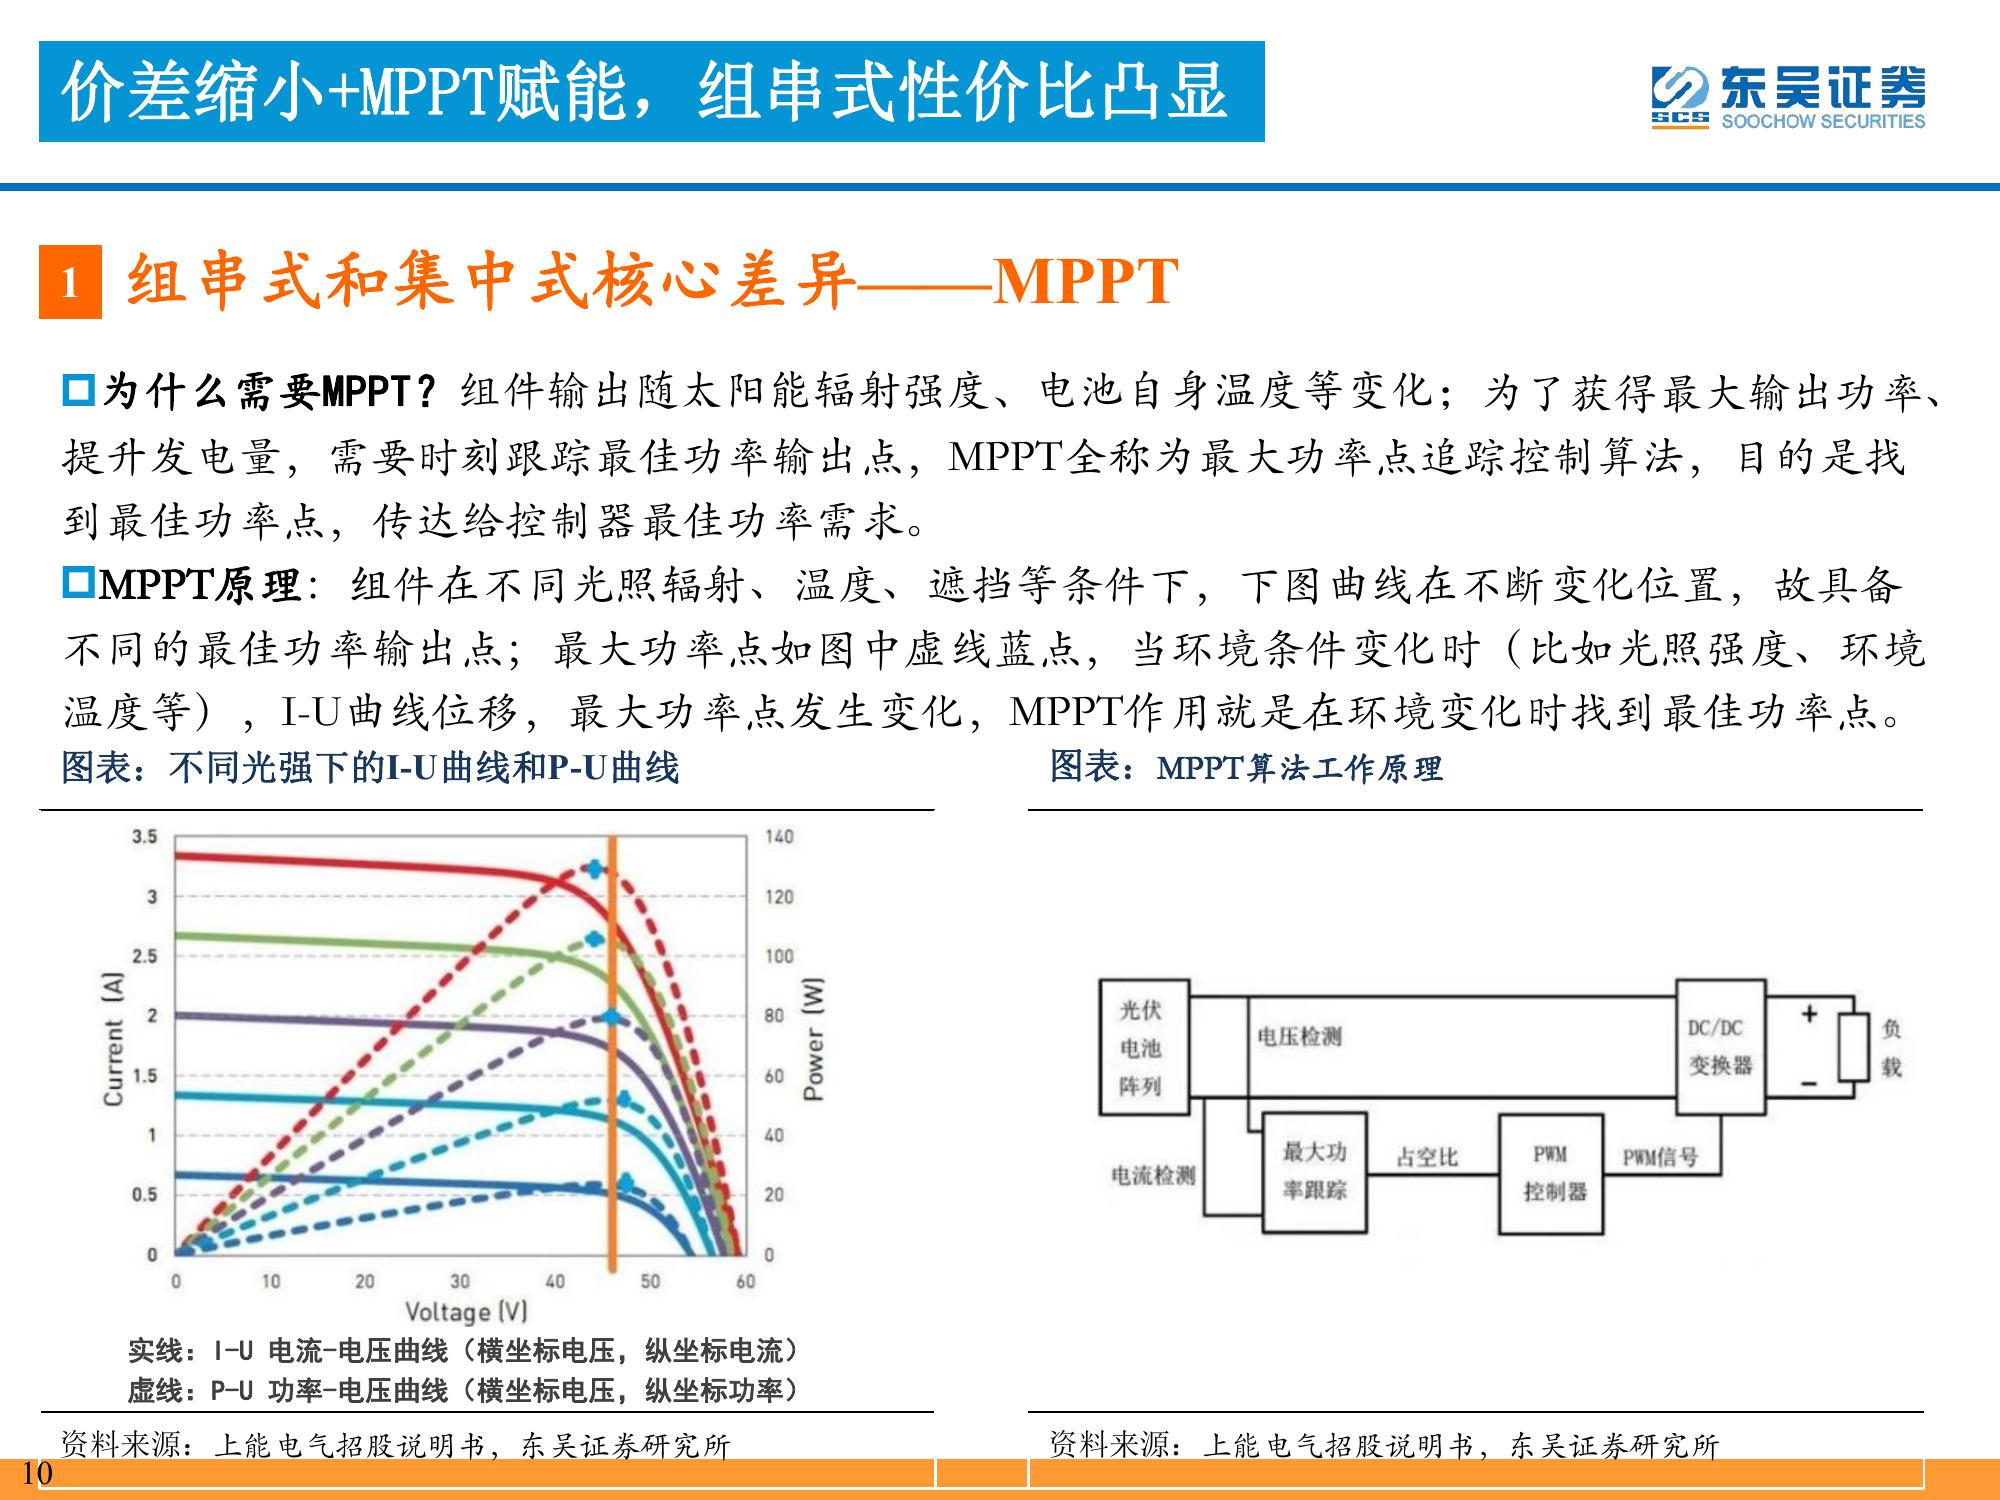 价差缩小+MPPT赋能，组串式性价比凸显
东吴证券
SCS
SOOCHOW SECURITIES
1 组串式和集中式核心差异——MPPT
为什么需要MPPT？组件输出随太阳能辐射强度、电池自身温度等变化；为了获得最大输出功率、
提升发电量，需要时刻跟踪最佳功率输出点，MPPT全称为最大功率点追踪控制算法，目的是找
到最佳功率点，传达给控制器最佳功率需求。
MPPT原理：组件在不同光照辐射、温度、遮挡等条件下，下图曲线在不断变化位置，故具备
不同的最佳功率输出点；最大功率点如图中虚线蓝点，当环境条件变化时（比如光照强度、环境
温度等），I-U曲线位移，最大功率点发生变化，MPPT作用就是在环境变化时找到最佳功率点。
图表：不同光强下的I-U曲线和P-U曲线
3.5
3
2.5
2
1.5
1
0.5
0
Current (A)
140
120
100
80
60
40
20
0
Power (W)
0 10 20 30 40 50 60
Voltage (V)
实线：I-U 电流-电压曲线（横坐标电压，纵坐标电流）
虚线：P-U 功率-电压曲线（横坐标电压，纵坐标功率）
资料来源：上能电气招股说明书，东吴证券研究所
图表：MPPT算法工作原理
光伏
电池
阵列
电压检测
DC/DC
变换器
+
−
负
载
电流检测
最大功
率跟踪
占空比
PWM
控制器
PWM信号
资料来源：上能电气招股说明书，东吴证券研究所
10